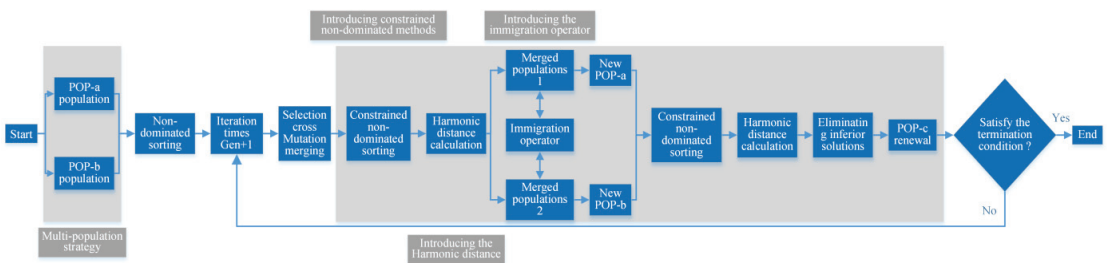 Introducing constrained
non-dominated methods
Introducing the
immigration operator
Start
POP-a
population
POP-b
population
Multi-population
strategy
Non-
dominated
sorting
Iteration
times
Gen+1
Selection
cross
Mutation
merging
Constrained
non-
dominated
sorting
Harmonic
distance
calculation
Merged
populations
1
New
POP-a
Immigration
operator
Merged
populations
2
New
POP-b
Constrained
non-
dominated
sorting
Harmonic
distance
calculation
Eliminatin
g inferior
solutions
POP-c
renewal
Satisfy the
termination
condition ?
Yes
End
No
Introducing the
Harmonic distance